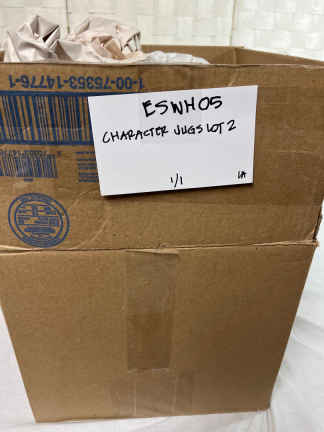 1-00-75353-14776-1
ESWH05
CHARACTER JUGS LOT 2
1/1